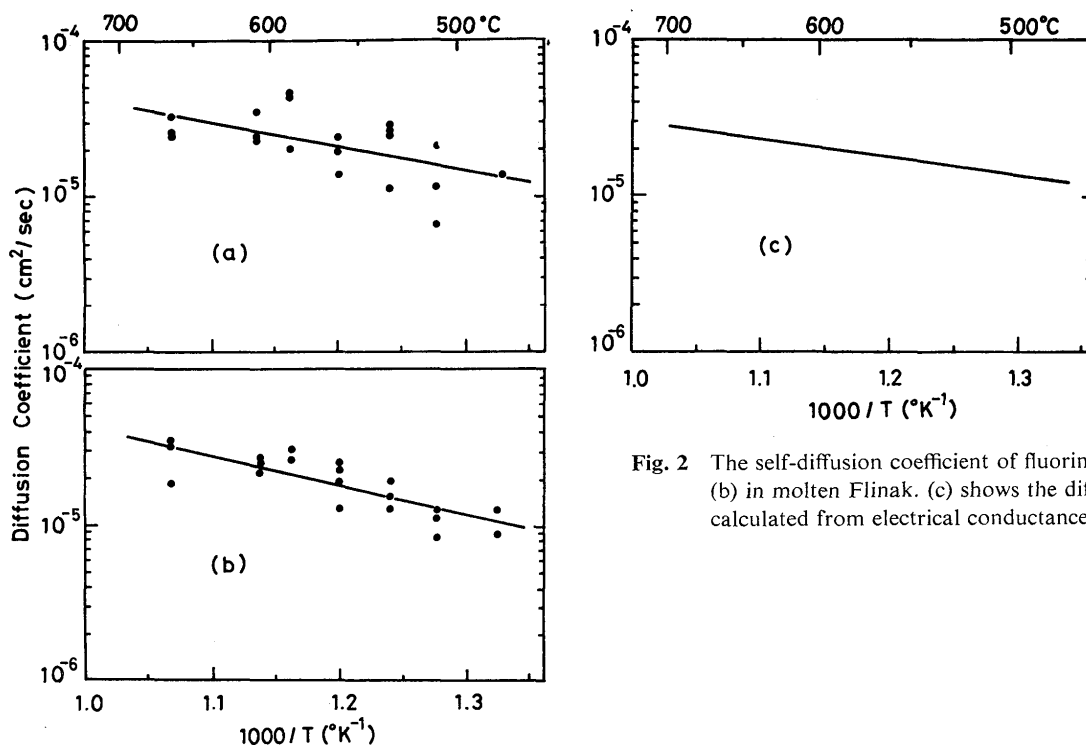 700 600 500°C
10⁻⁴
10⁻⁵
10⁻⁶
(a)
10⁻⁴
10⁻⁵
10⁻⁶
(b)
1.0 1.1 1.2 1.3
1000/T (°K⁻¹)
Diffusion Coefficient (cm²/sec)
700 600 500°C
10⁻⁴
10⁻⁵
10⁻⁶
(c)
1.0 1.1 1.2 1.3
1000/T (°K⁻¹)
Fig. 2 The self-diffusion coefficient of
(b) in molten Flinak. (c) shows the
calculated from electrical conductance